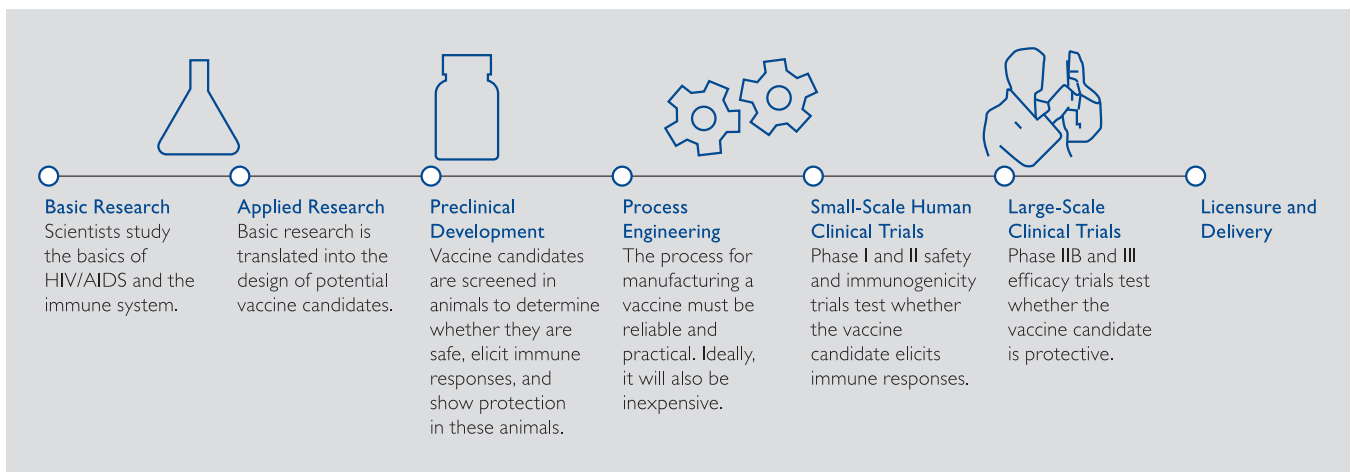 Basic Research
Scientists study
the basics of
HIV/AIDS and the
immune system.
Applied Research
Basic research is
translated into the
design of potential
vaccine candidates.
Preclinical
Development
Vaccine candidates
are screened in
animals to determine
whether they are
safe, elicit immune
responses, and
show protection
in these animals.
Process
Engineering
The process for
manufacturing a
vaccine must be
reliable and
practical. Ideally,
it will also be
inexpensive.
Small-Scale Human
Clinical Trials
Phase I and II safety
and immunogenicity
trials test whether
the vaccine
candidate elicits
immune responses.
Large-Scale
Clinical Trials
Phase IIB and III
efficacy trials test
whether the
vaccine candidate
is protective.
Licensure and
Delivery